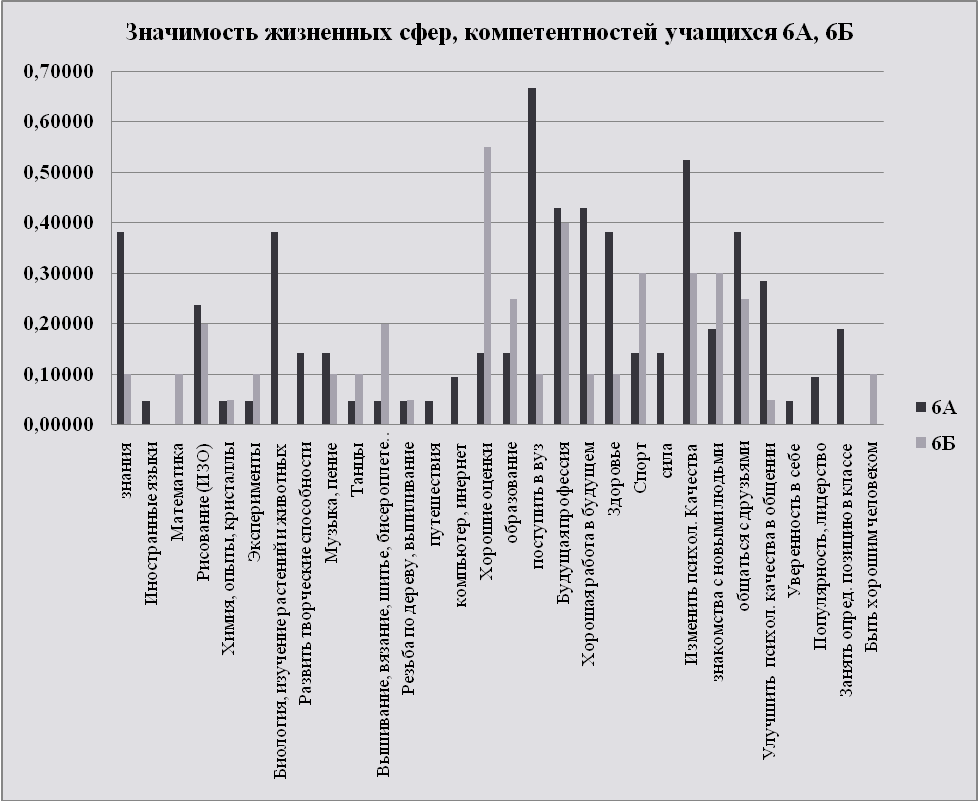 Значимость жизненных сфер, компетентностей учащихся 6А, 6Б
0,70000
0,60000
0,50000
0,40000
0,30000
0,20000
0,10000
0,00000
знания
Иностранные языки
Математика
Рисование (ИЗО)
Химия, опыты, кристаллы
Эксперименты
Биология, изучение растений и животных
Развить творческие способности
Музыка, пение
Танцы
Вышивание, вязание, шитье, бисероплете..
Резьба по дереву, выпиливание
путешествия
компьютер, инернет
Хорошие оценки
образование
поступить в вуз
Будущая профессия
Хорошая работа в будущем
Здоровье
Спорт
сила
Изменить психол. Качества
знакомства с новыми людьми
общаться с друзьями
Улучшить психол. качества в общении
Уверенность в себе
Популярность, лидерство
Занять опред. позицию в классе
Быть хорошим человеком
6А
6Б